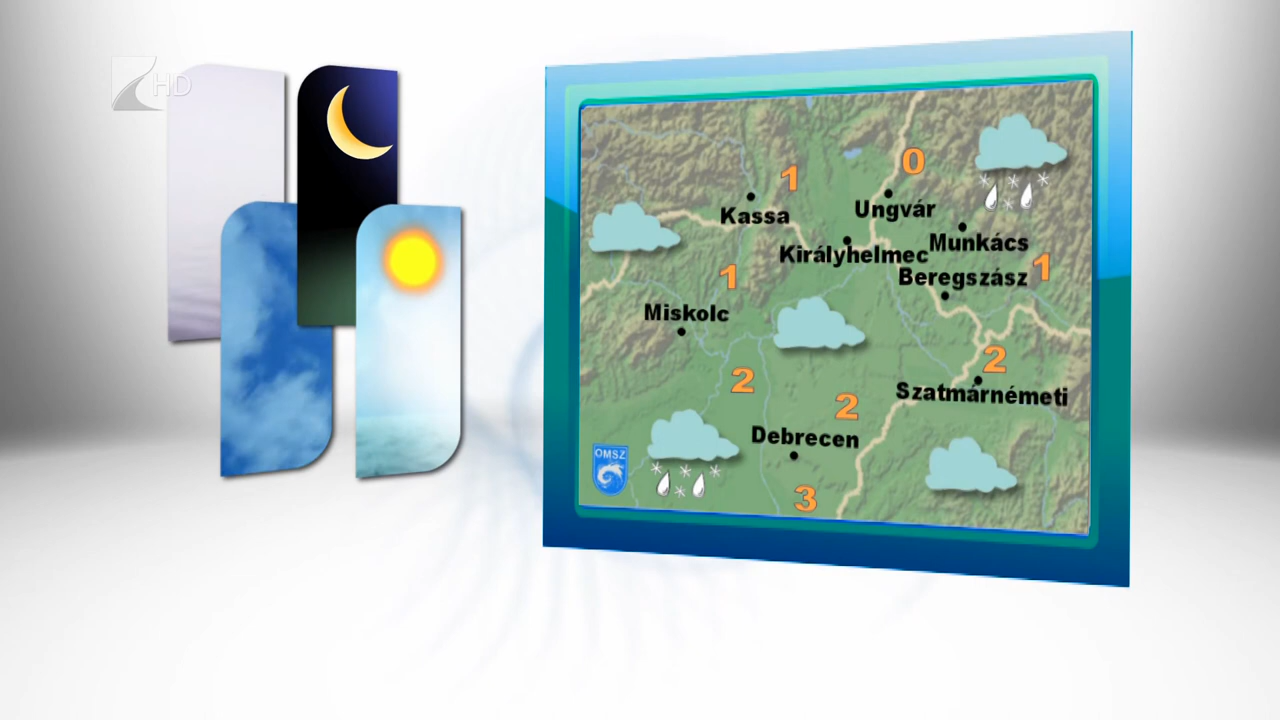 HD
0
1
Kassa
Ungvár
Munkács
Királyhelmec
Beregszász
1
1
Miskolc
2
Szatmárnémeti
2
2
Debrecen
OMSZ
3